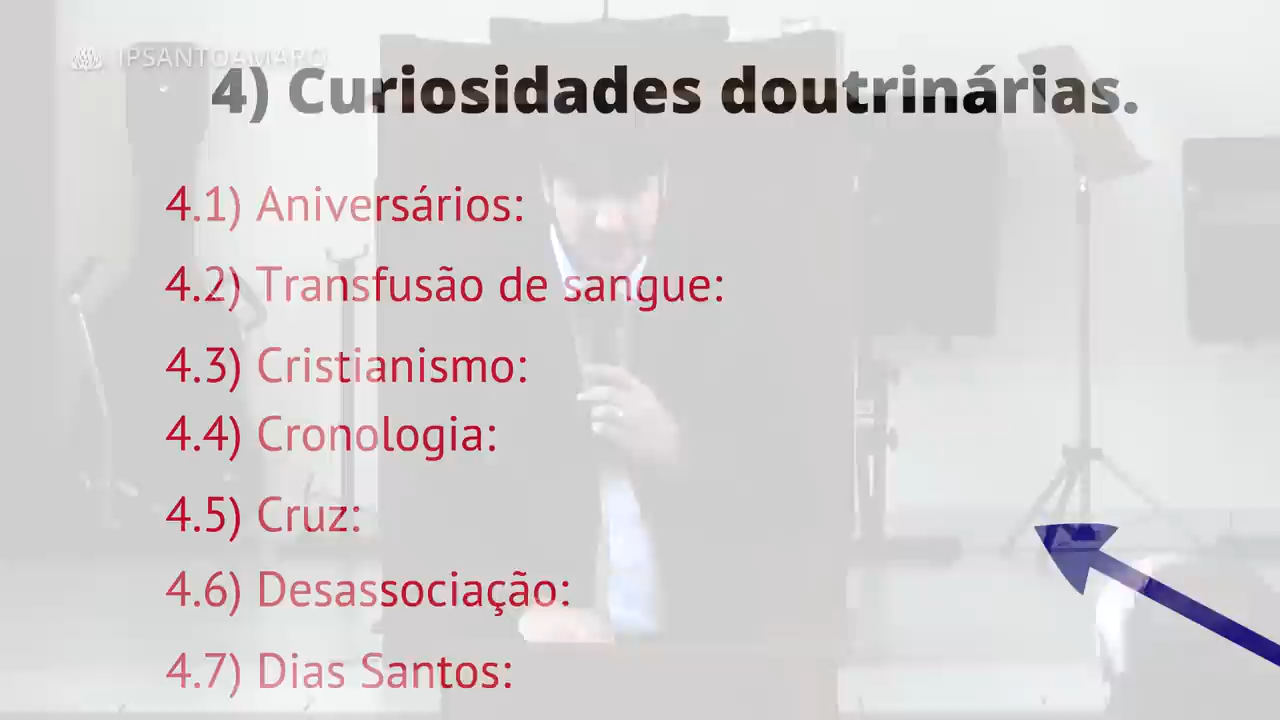 IPSANTOAMARO
4) Curiosidades doutrinárias.
4.1) Aniversários:
4.2) Transfusão de sangue:
4.3) Cristianismo:
4.4) Cronologia:
4.5) Cruz:
4.6) Desassociação:
4.7) Dias Santos: